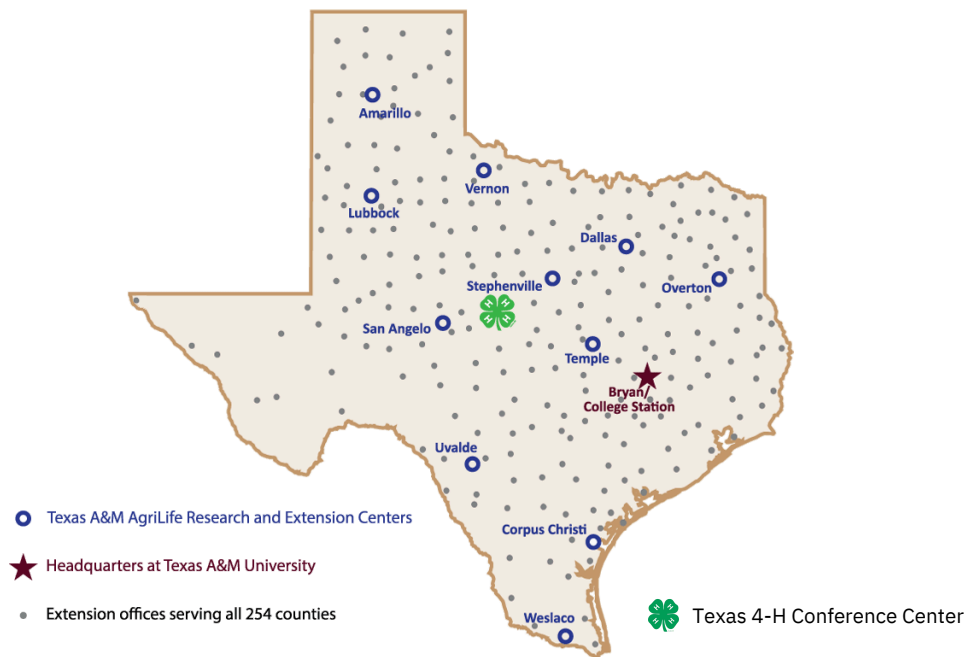 Amarillo
Vernon
Lubbock
Dallas
Stephenville
Overton
San Angelo
Temple
Bryan/
College Station
Uvalde
Texas A&M AgriLife Research and Extension Centers
Corpus Christi
Headquarters at Texas A&M University
Extension offices serving all 254 counties
Weslaco
Texas 4-H Conference Center
H H
H H
H H
H H